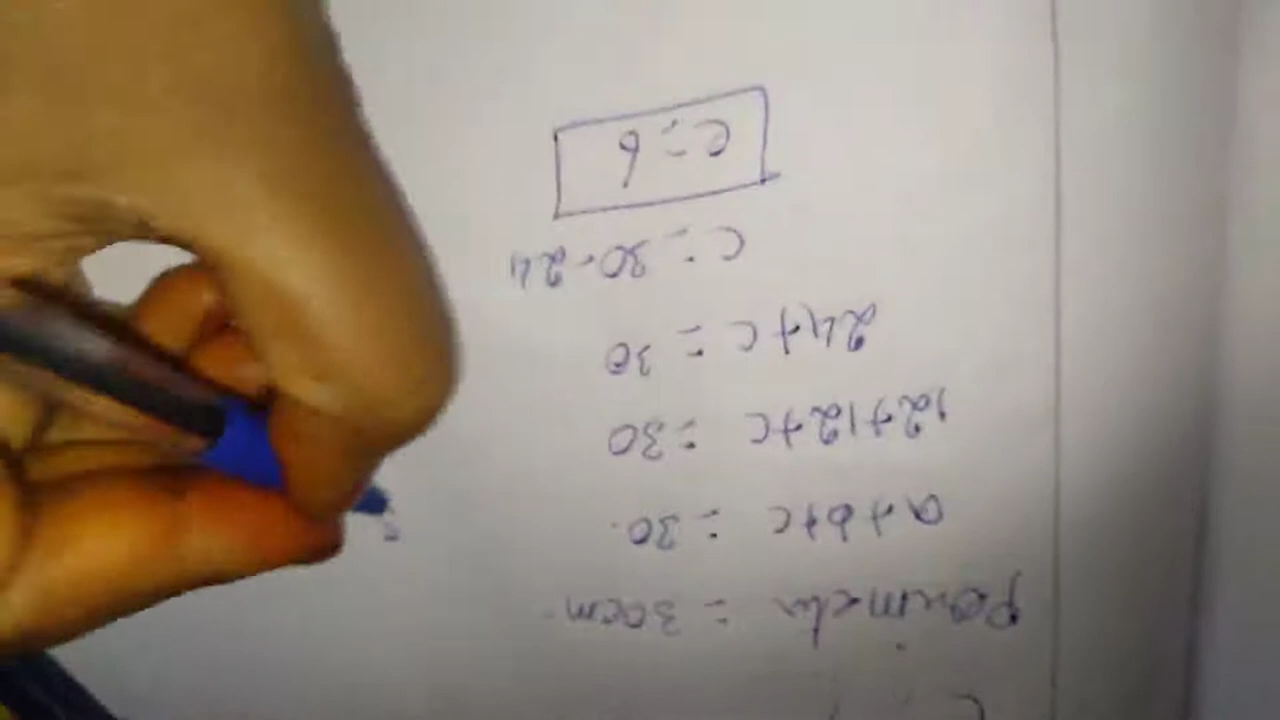 Perimeter = 30cm.
a+b+c = 30.
12+12+c = 30
24+c = 30
c = 30-24
c = 6